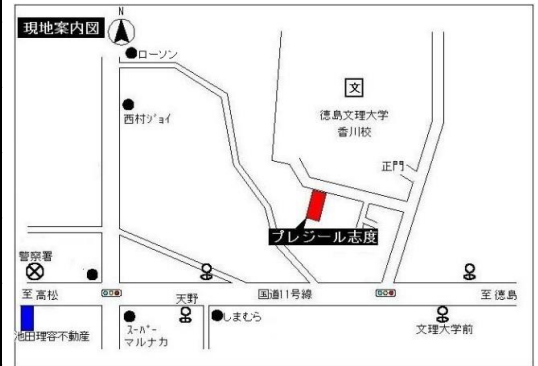 現地案内図
N
ローソン
西村ジョイ
文
徳島文理大学
香川校
正門
プレジール志度
警察署
至高松
天野
国道11号線
至徳島
池田理容不動産
スーパー
マルナカ
しまむら
文理大学前